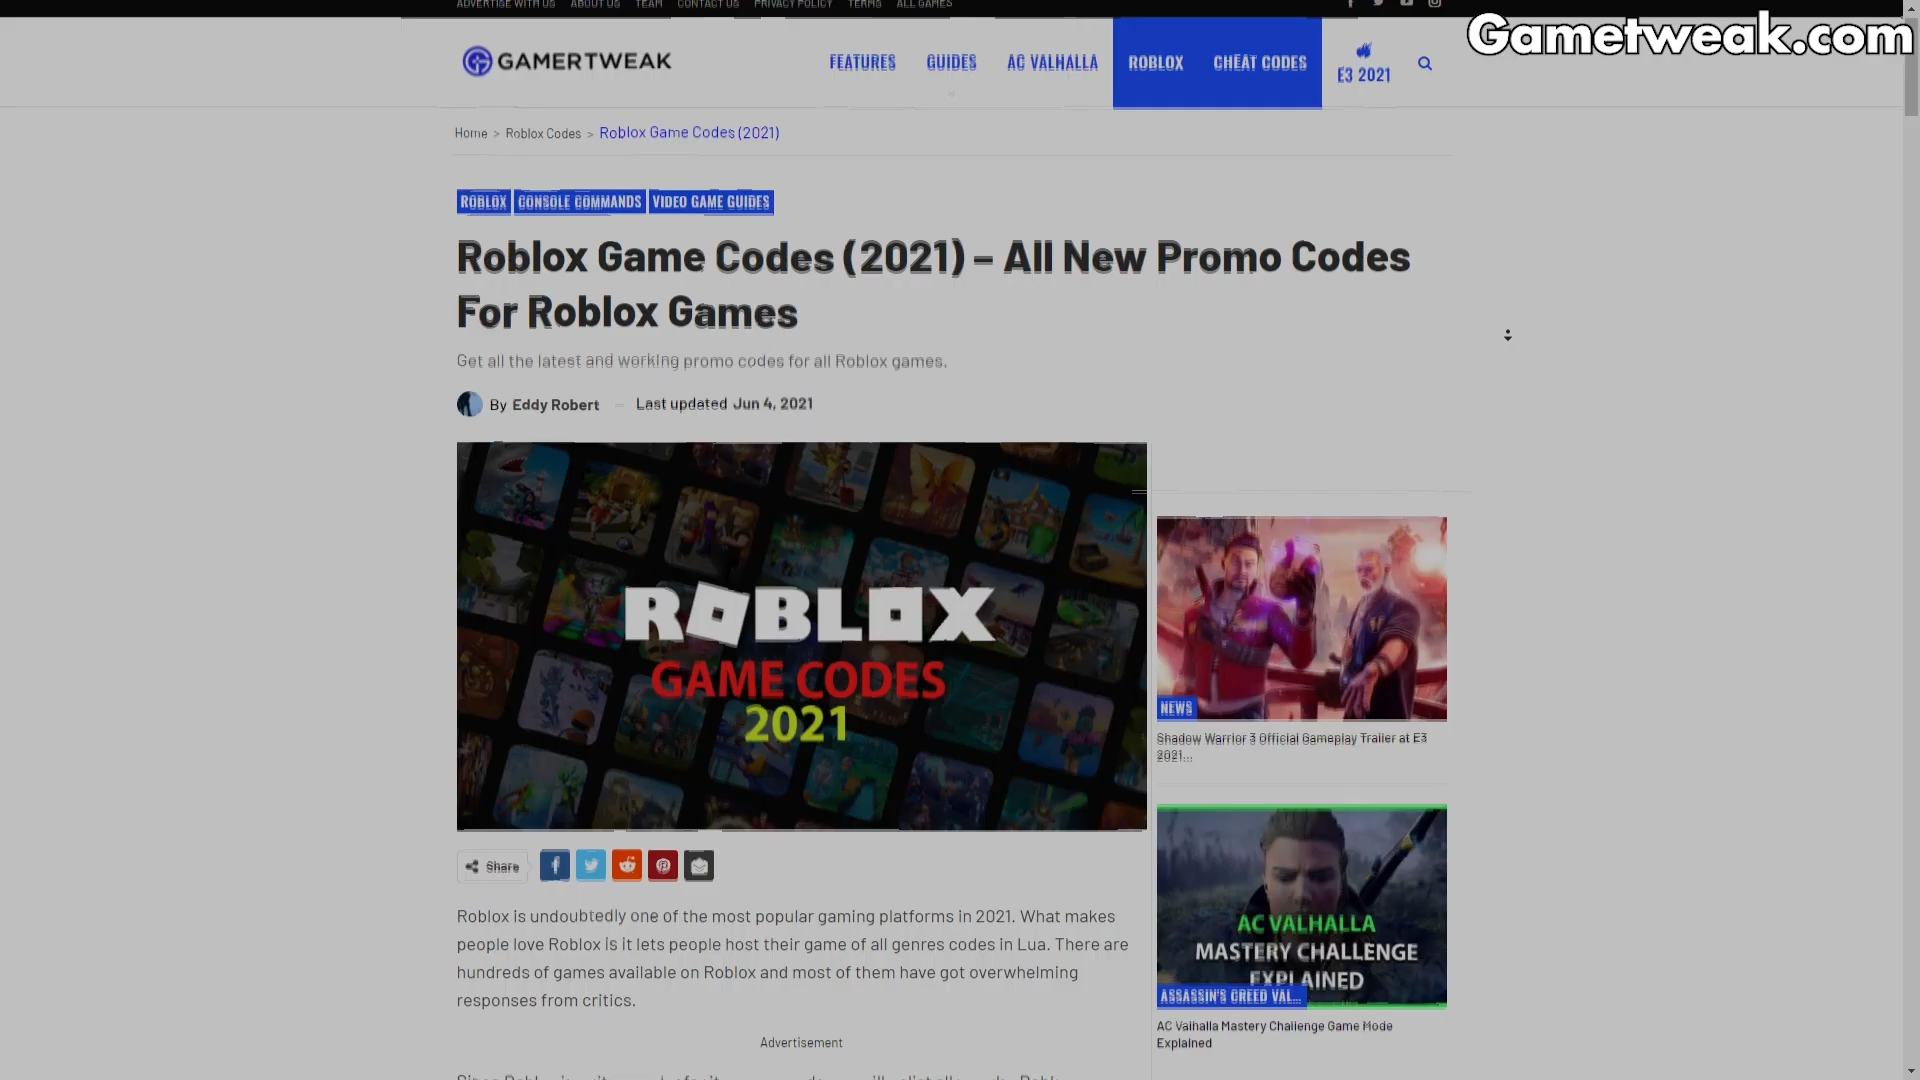 ADVERTISE WITH US ABOUT US TEAM CONTACT US PRIVACY POLICY TERMS ALL GAMES
Gametweak.com
GAMERTWEAK
FEATURES GUIDES AC VALHALLA ROBLOX CHEAT CODES E3 2021
Home > Roblox Codes > Roblox Game Codes (2021)
ROBLOX CONSOLE COMMANDS VIDEO GAME GUIDES
Roblox Game Codes (2021) – All New Promo Codes
For Roblox Games
Get all the latest and working promo codes for all Roblox games.
By Eddy Robert — Last updated Jun 4, 2021
ROBLOX
GAME CODES
2021
NEWS
Shadow Warrior 3 Official Gameplay Trailer at E3
2021...
AC VALHALLA
MASTERY CHALLENGE
EXPLAINED
ASSASSIN'S CREED VAL...
AC Valhalla Mastery Challenge Game Mode
Explained
Share
Roblox is undoubtedly one of the most popular gaming platforms in 2021. What makes
people love Roblox is it lets people host their game of all genres codes in Lua. There are
hundreds of games available on Roblox and most of them have got overwhelming
responses from critics.
Advertisement